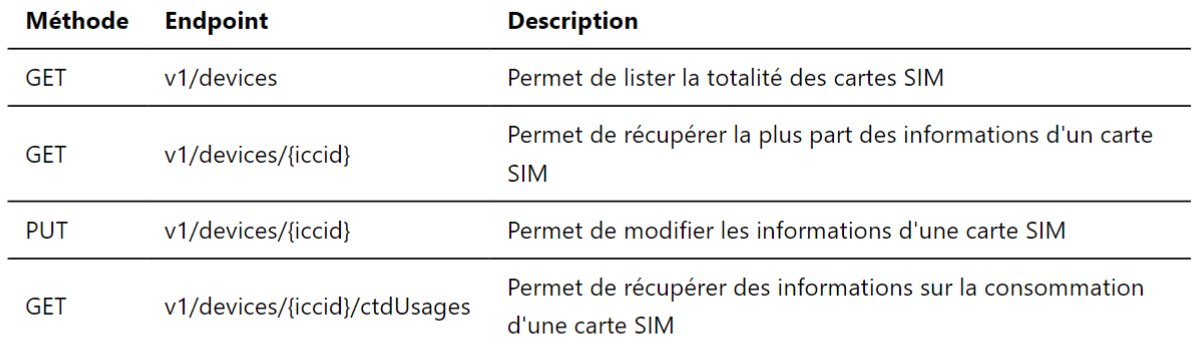 Méthode Endpoint Description
GET v1/devices Permet de lister la totalité des cartes SIM
GET v1/devices/{iccid} Permet de récupérer la plus part des informations d'un carte
SIM
PUT v1/devices/{iccid} Permet de modifier les informations d'une carte SIM
GET v1/devices/{iccid}/ctdUsages Permet de récupérer des informations sur la consommation
d'une carte SIM